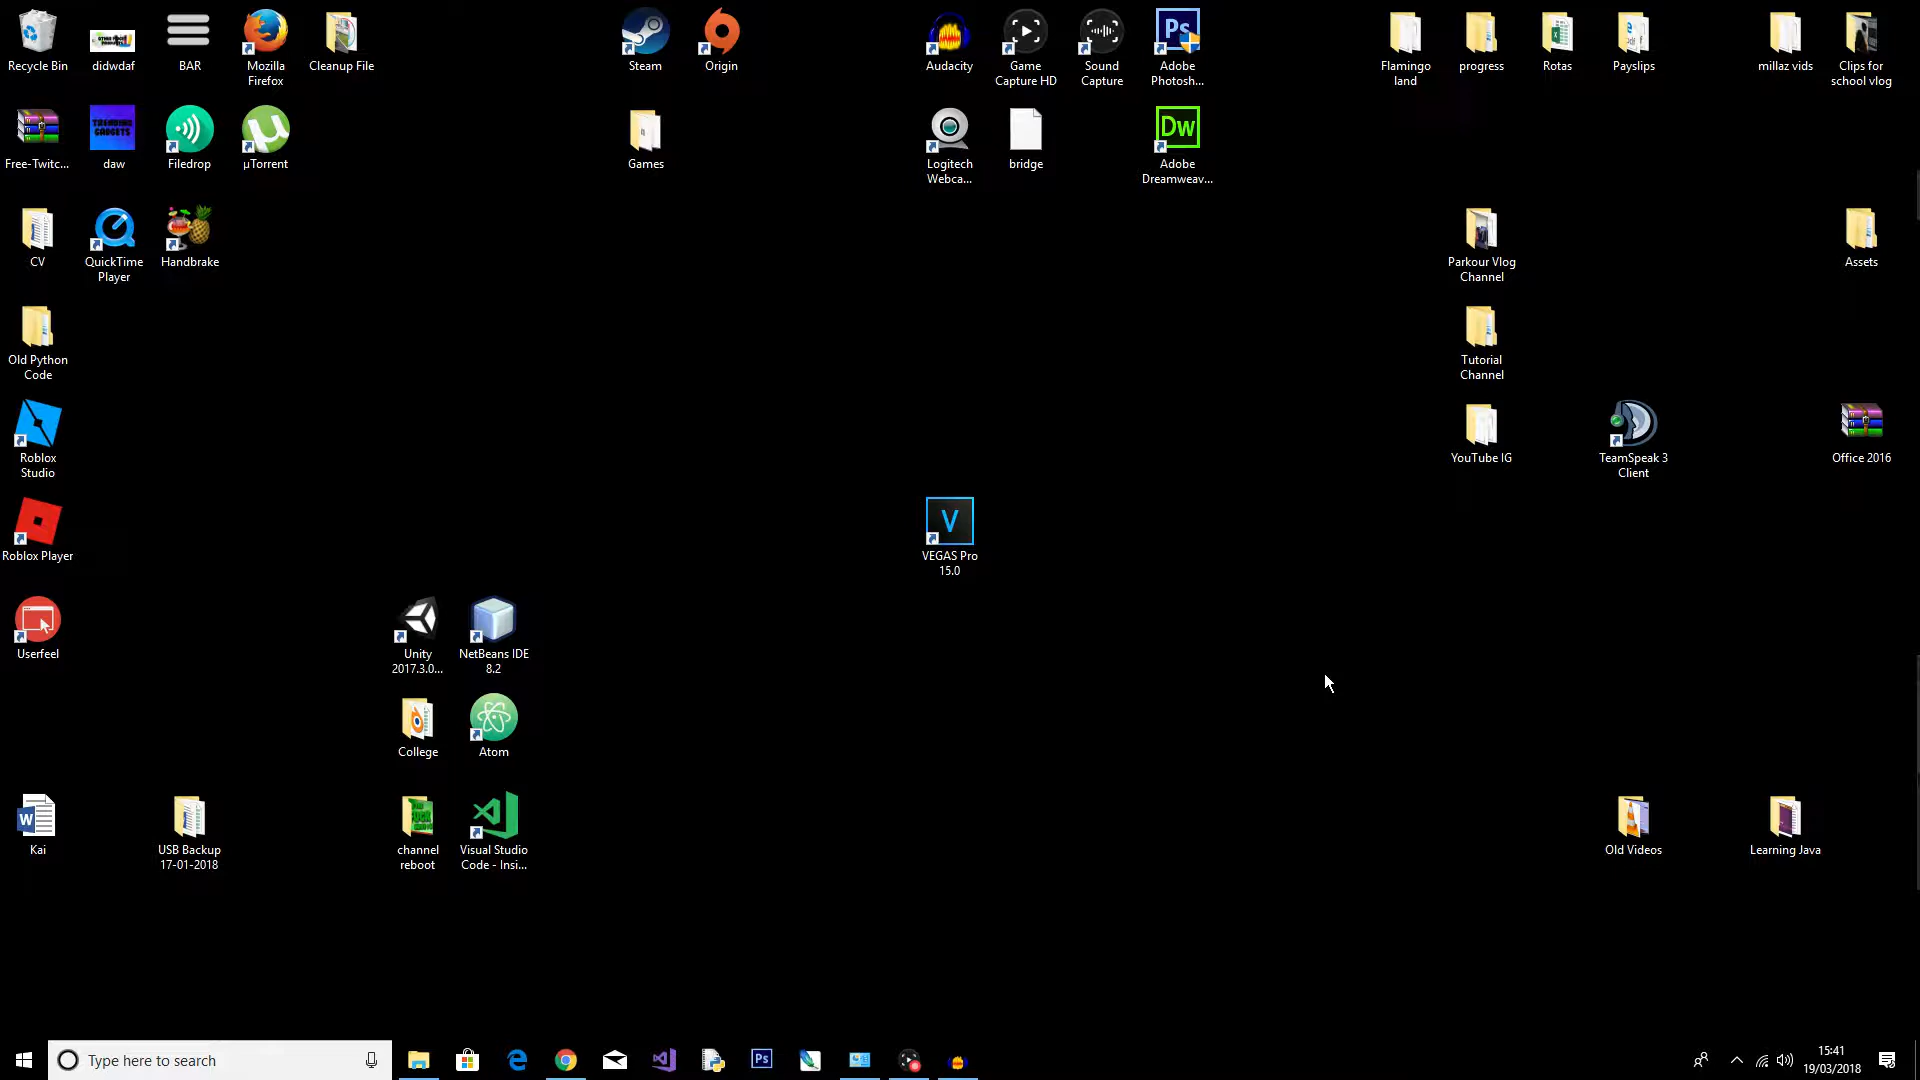 Recycle Bin
didwdaf
BAR
Mozilla
Firefox
Cleanup File
Steam
Origin
Audacity
Game
Capture HD
Sound
Capture
Ps
Adobe
Photosh...
Flamingo
land
progress
Rotas
Payslips
millaz vids
Clips for
school vlog
Free-Twitc...
TRENDING
GADGETS
daw
Filedrop
µTorrent
Games
Logitech
Webca...
bridge
Dw
Adobe
Dreamweav...
CV
QuickTime
Player
Handbrake
Parkour Vlog
Channel
Assets
Old Python
Code
Tutorial
Channel
Roblox
Studio
YouTube IG
TeamSpeak 3
Client
Office 2016
Roblox Player
V
VEGAS Pro
15.0
Userfeel
Unity
2017.3.0...
NetBeans IDE
8.2
College
Atom
Kai
USB Backup
17-01-2018
channel
reboot
Visual Studio
Code - Insi...
Old Videos
Learning Java
Type here to search
Ps
15:41
19/03/2018